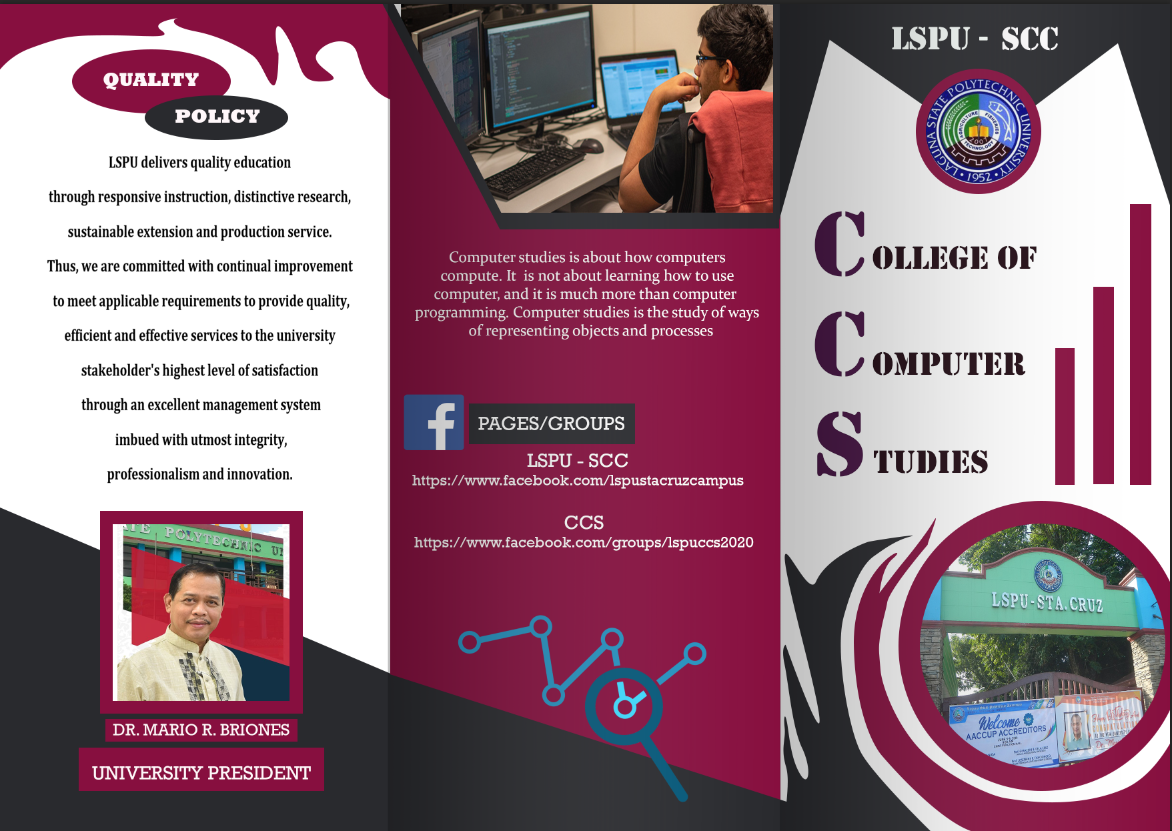 QUALITY
POLICY
LSPU delivers quality education
through responsive instruction, distinctive research,
sustainable extension and production service.
Thus, we are committed with continual improvement
to meet applicable requirements to provide quality,
efficient and effective services to the university
stakeholder's highest level of satisfaction
through an excellent management system
imbued with utmost integrity,
professionalism and innovation.
DR. MARIO R. BRIONES
UNIVERSITY PRESIDENT
Computer studies is about how computers
compute. It is not about learning how to use
computer, and it is much more than computer
programming. Computer studies is the study of ways
of representing objects and processes
f PAGES/GROUPS
LSPU - SCC
https://www.facebook.com/lspustacruzcampus
CCS
https://www.facebook.com/groups/lspuccs2020
LSPU - SCC
LAGUNA STATE POLYTECHNIC UNIVERSITY
1952
COLLEGE OF
COMPUTER
STUDIES
LSPU-STA.CRUZ
Welcome
AACCUP ACCREDITORS